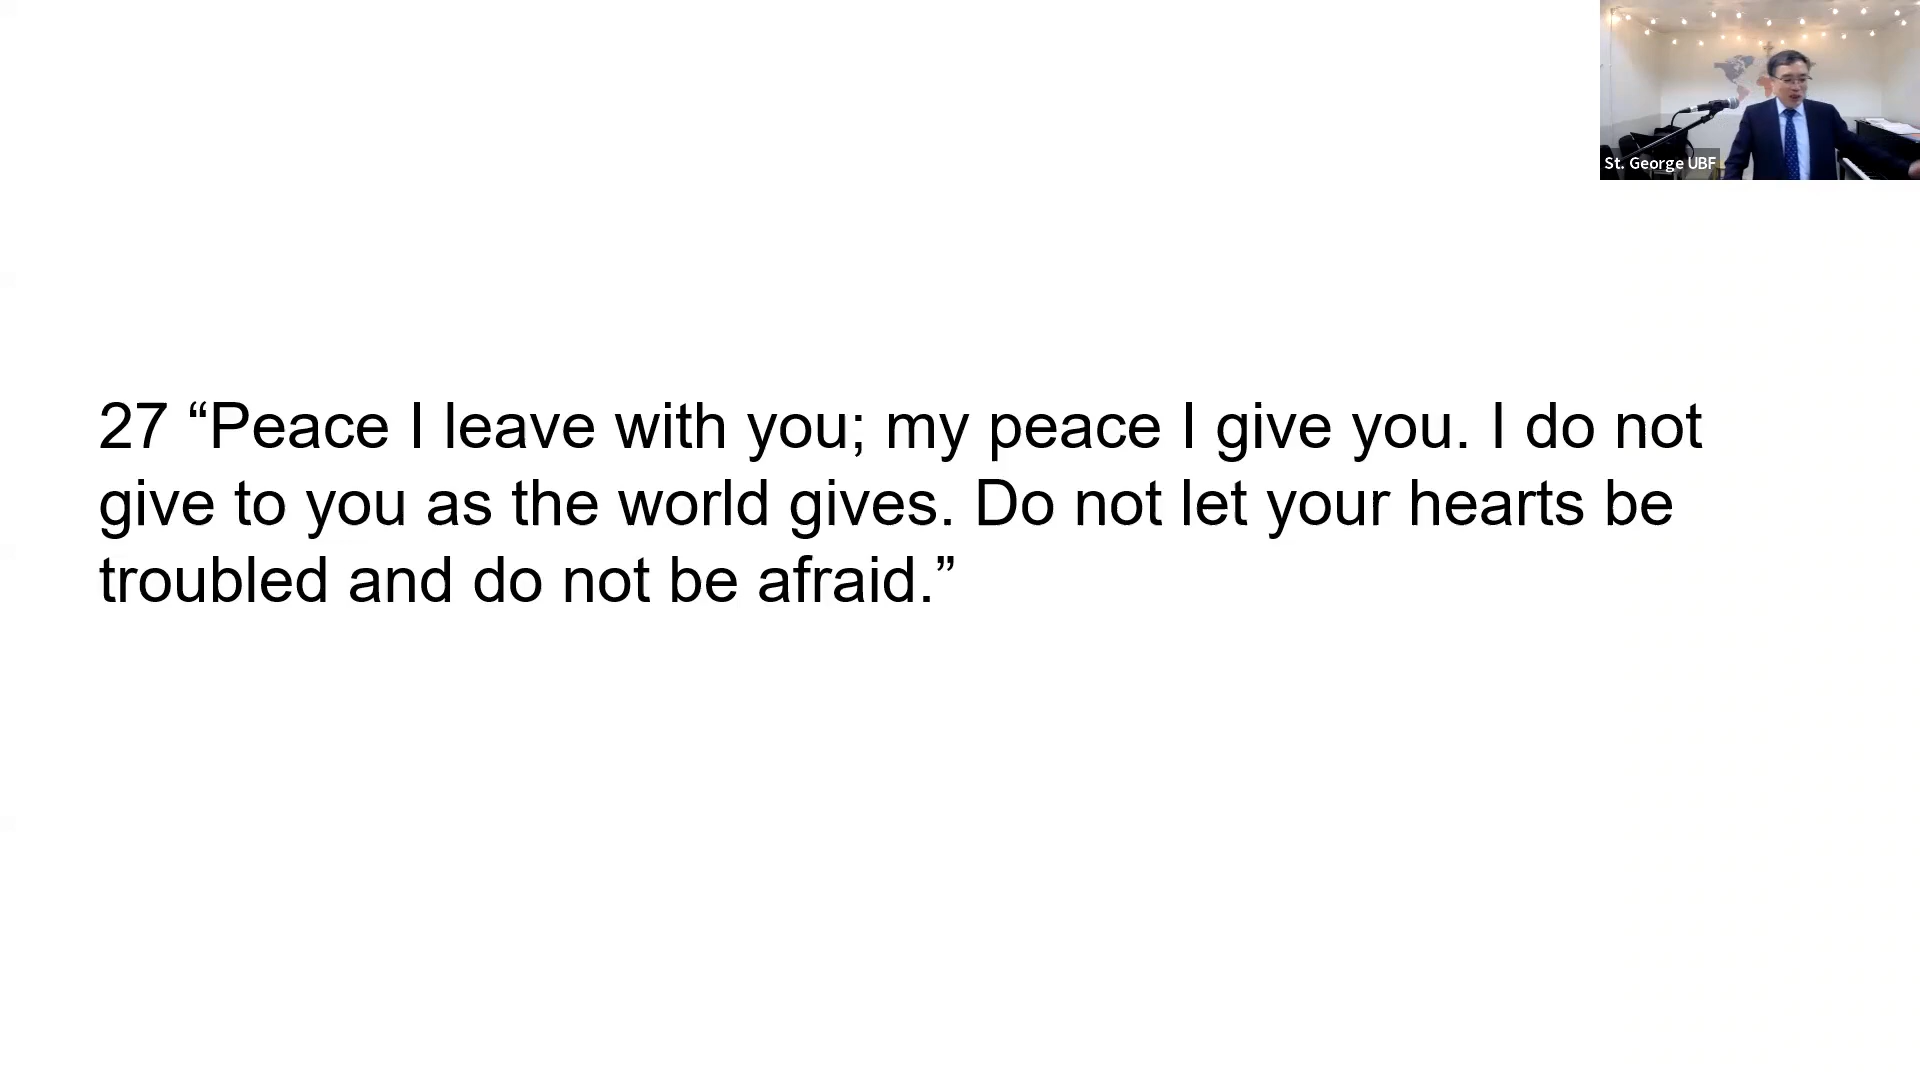 St. George UBF
27 “Peace I leave with you; my peace I give you. I do not
give to you as the world gives. Do not let your hearts be
troubled and do not be afraid.”